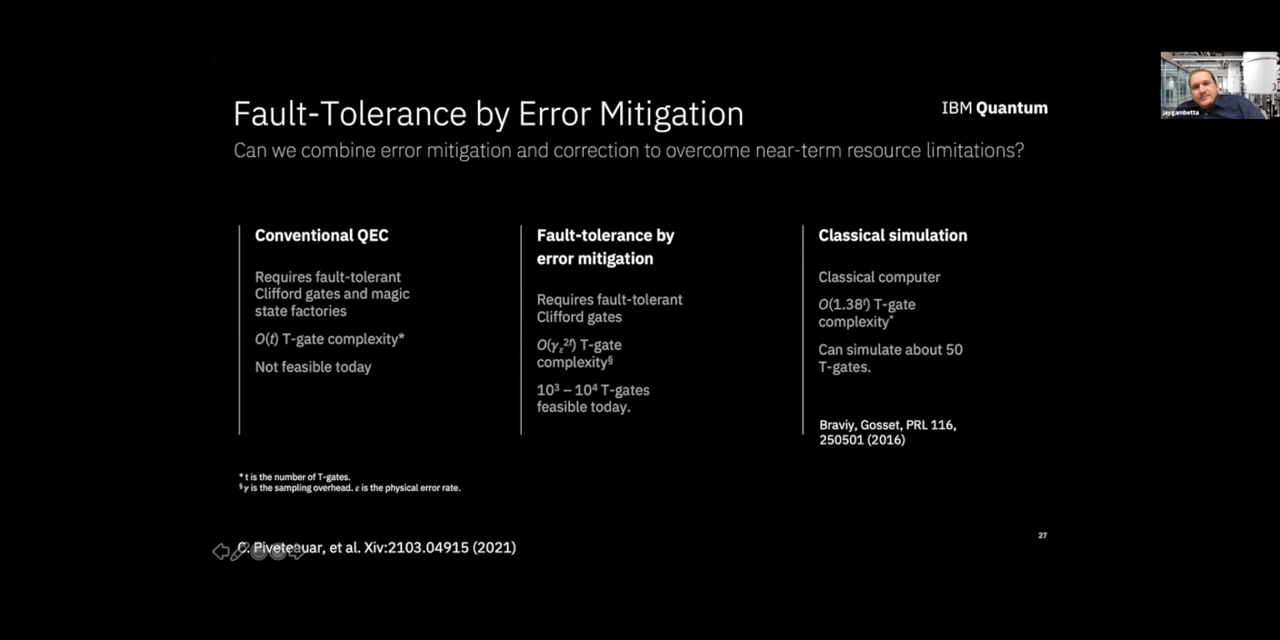 Fault-Tolerance by Error Mitigation
IBM Quantum
jaygambetta
Can we combine error mitigation and correction to overcome near-term resource limitations?
Conventional QEC
Requires fault-tolerant
Clifford gates and magic
state factories
O(t) T-gate complexity*
Not feasible today
Fault-tolerance by
error mitigation
Requires fault-tolerant
Clifford gates
O(γε²ᵗ) T-gate
complexity§
10³ – 10⁴ T-gates
feasible today.
Classical simulation
Classical computer
O(1.38ᵗ) T-gate
complexity*
Can simulate about 50
T-gates.
Braviy, Gosset, PRL 116,
250501 (2016)
* t is the number of T-gates.
§ γ is the sampling overhead. ε is the physical error rate.
27
C. Piveteauar, et al. Xiv:2103.04915 (2021)